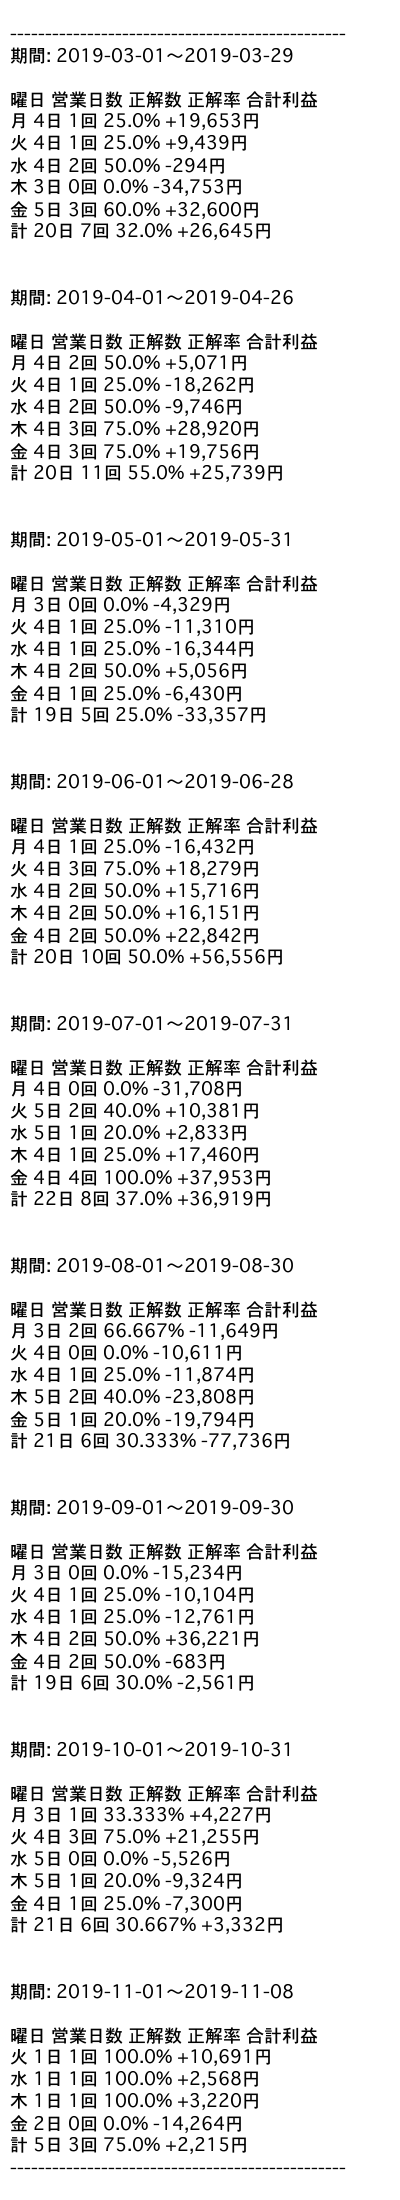 ------------------------------------------------
期間: 2019-03-01～2019-03-29
曜日 営業日数 正解数 正解率 合計利益
月 4日 1回 25.0% +19,653円
火 4日 1回 25.0% +9,439円
水 4日 2回 50.0% -294円
木 3日 0回 0.0% -34,753円
金 5日 3回 60.0% +32,600円
計 20日 7回 32.0% +26,645円
期間: 2019-04-01～2019-04-26
曜日 営業日数 正解数 正解率 合計利益
月 4日 2回 50.0% +5,071円
火 4日 1回 25.0% -18,262円
水 4日 2回 50.0% -9,746円
木 4日 3回 75.0% +28,920円
金 4日 3回 75.0% +19,756円
計 20日 11回 55.0% +25,739円
期間: 2019-05-01～2019-05-31
曜日 営業日数 正解数 正解率 合計利益
月 3日 0回 0.0% -4,329円
火 4日 1回 25.0% -11,310円
水 4日 1回 25.0% -16,344円
木 4日 2回 50.0% +5,056円
金 4日 1回 25.0% -6,430円
計 19日 5回 25.0% -33,357円
期間: 2019-06-01～2019-06-28
曜日 営業日数 正解数 正解率 合計利益
月 4日 1回 25.0% -16,432円
火 4日 3回 75.0% +18,279円
水 4日 2回 50.0% +15,716円
木 4日 2回 50.0% +16,151円
金 4日 2回 50.0% +22,842円
計 20日 10回 50.0% +56,556円
期間: 2019-07-01～2019-07-31
曜日 営業日数 正解数 正解率 合計利益
月 4日 0回 0.0% -31,708円
火 5日 2回 40.0% +10,381円
水 5日 1回 20.0% +2,833円
木 4日 1回 25.0% +17,460円
金 4日 4回 100.0% +37,953円
計 22日 8回 37.0% +36,919円
期間: 2019-08-01～2019-08-30
曜日 営業日数 正解数 正解率 合計利益
月 3日 2回 66.667% -11,649円
火 4日 0回 0.0% -10,611円
水 4日 1回 25.0% -11,874円
木 5日 2回 40.0% -23,808円
金 5日 1回 20.0% -19,794円
計 21日 6回 30.333% -77,736円
期間: 2019-09-01～2019-09-30
曜日 営業日数 正解数 正解率 合計利益
月 3日 0回 0.0% -15,234円
火 4日 1回 25.0% -10,104円
水 4日 1回 25.0% -12,761円
木 4日 2回 50.0% +36,221円
金 4日 2回 50.0% -683円
計 19日 6回 30.0% -2,561円
期間: 2019-10-01～2019-10-31
曜日 営業日数 正解数 正解率 合計利益
月 3日 1回 33.333% +4,227円
火 4日 3回 75.0% +21,255円
水 5日 0回 0.0% -5,526円
木 5日 1回 20.0% -9,324円
金 4日 1回 25.0% -7,300円
計 21日 6回 30.667% +3,332円
期間: 2019-11-01～2019-11-08
曜日 営業日数 正解数 正解率 合計利益
火 1日 1回 100.0% +10,691円
水 1日 1回 100.0% +2,568円
木 1日 1回 100.0% +3,220円
金 2日 0回 0.0% -14,264円
計 5日 3回 75.0% +2,215円
------------------------------------------------